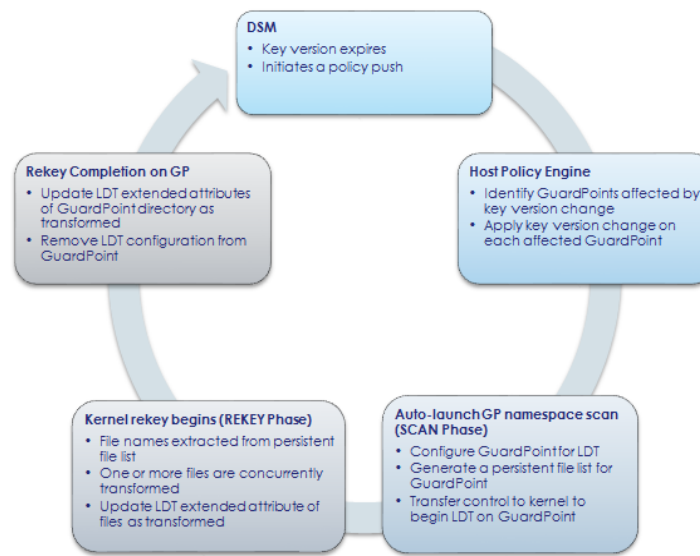 DSM
• Key version expires
• Initiates a policy push
Host Policy Engine
• Identify GuardPoints affected by
key version change
• Apply key version change on
each affected GuardPoint
Auto-launch GP namespace scan
(SCAN Phase)
• Configure GuardPoint for LDT
• Generate a persistent file list for
GuardPoint
• Transfer control to kernel to
begin LDT on GuardPoint
Kernel rekey begins (REKEY Phase)
• File names extracted from persistent
file list
• One or more files are concurrently
transformed
• Update LDT extended attribute of
files as transformed
Rekey Completion on GP
• Update LDT extended attributes
of GuardPoint directory as
transformed
• Remove LDT configuration from
GuardPoint